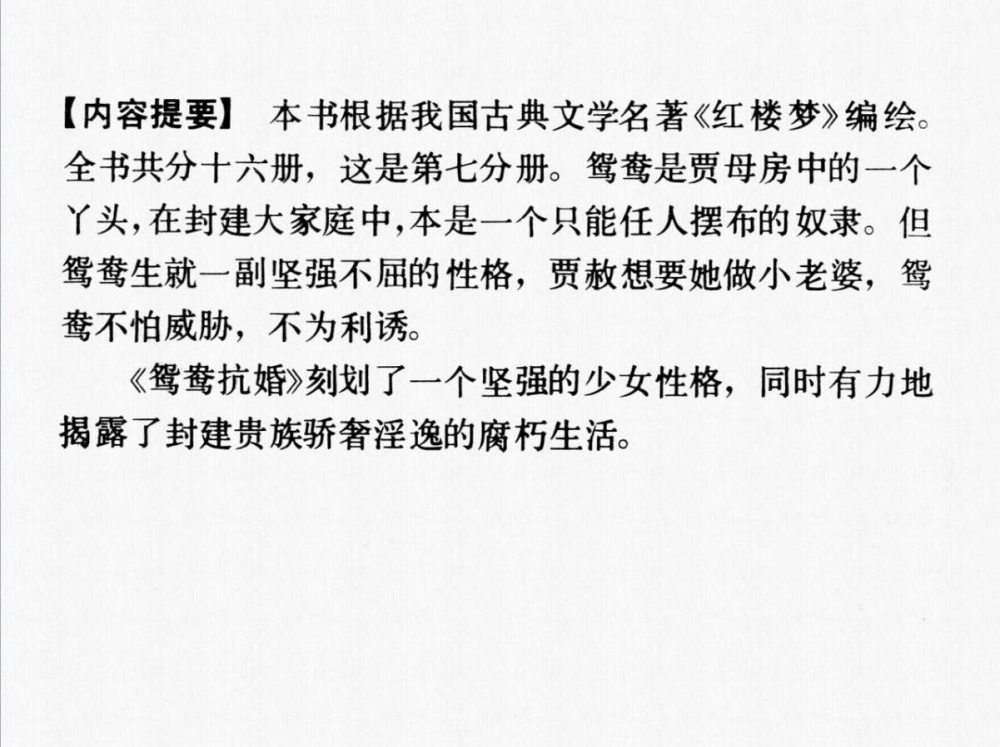 【内容提要】 本书根据我国古典文学名著《红楼梦》编绘。
全书共分十六册，这是第七分册。鸳鸯是贾母房中的一个
丫头，在封建大家庭中，本是一个只能任人摆布的奴隶。但
鸳鸯生就一副坚强不屈的性格，贾赦想要她做小老婆，鸳
鸯不怕威胁，不为利诱。
《鸳鸯抗婚》刻划了一个坚强的少女性格，同时有力地
揭露了封建贵族骄奢淫逸的腐朽生活。